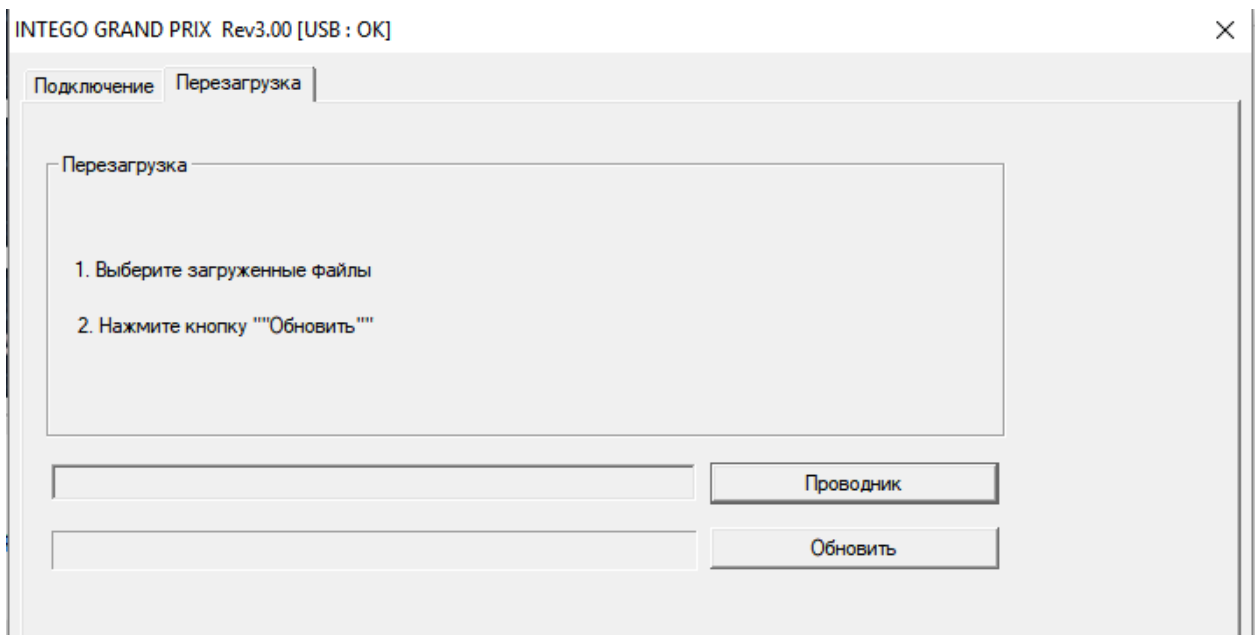 INTEGO GRAND PRIX Rev3.00 [USB : OK]
Подключение
Перезагрузка
Перезагрузка
1. Выберите загруженные файлы
2. Нажмите кнопку ""Обновить""
Проводник
Обновить